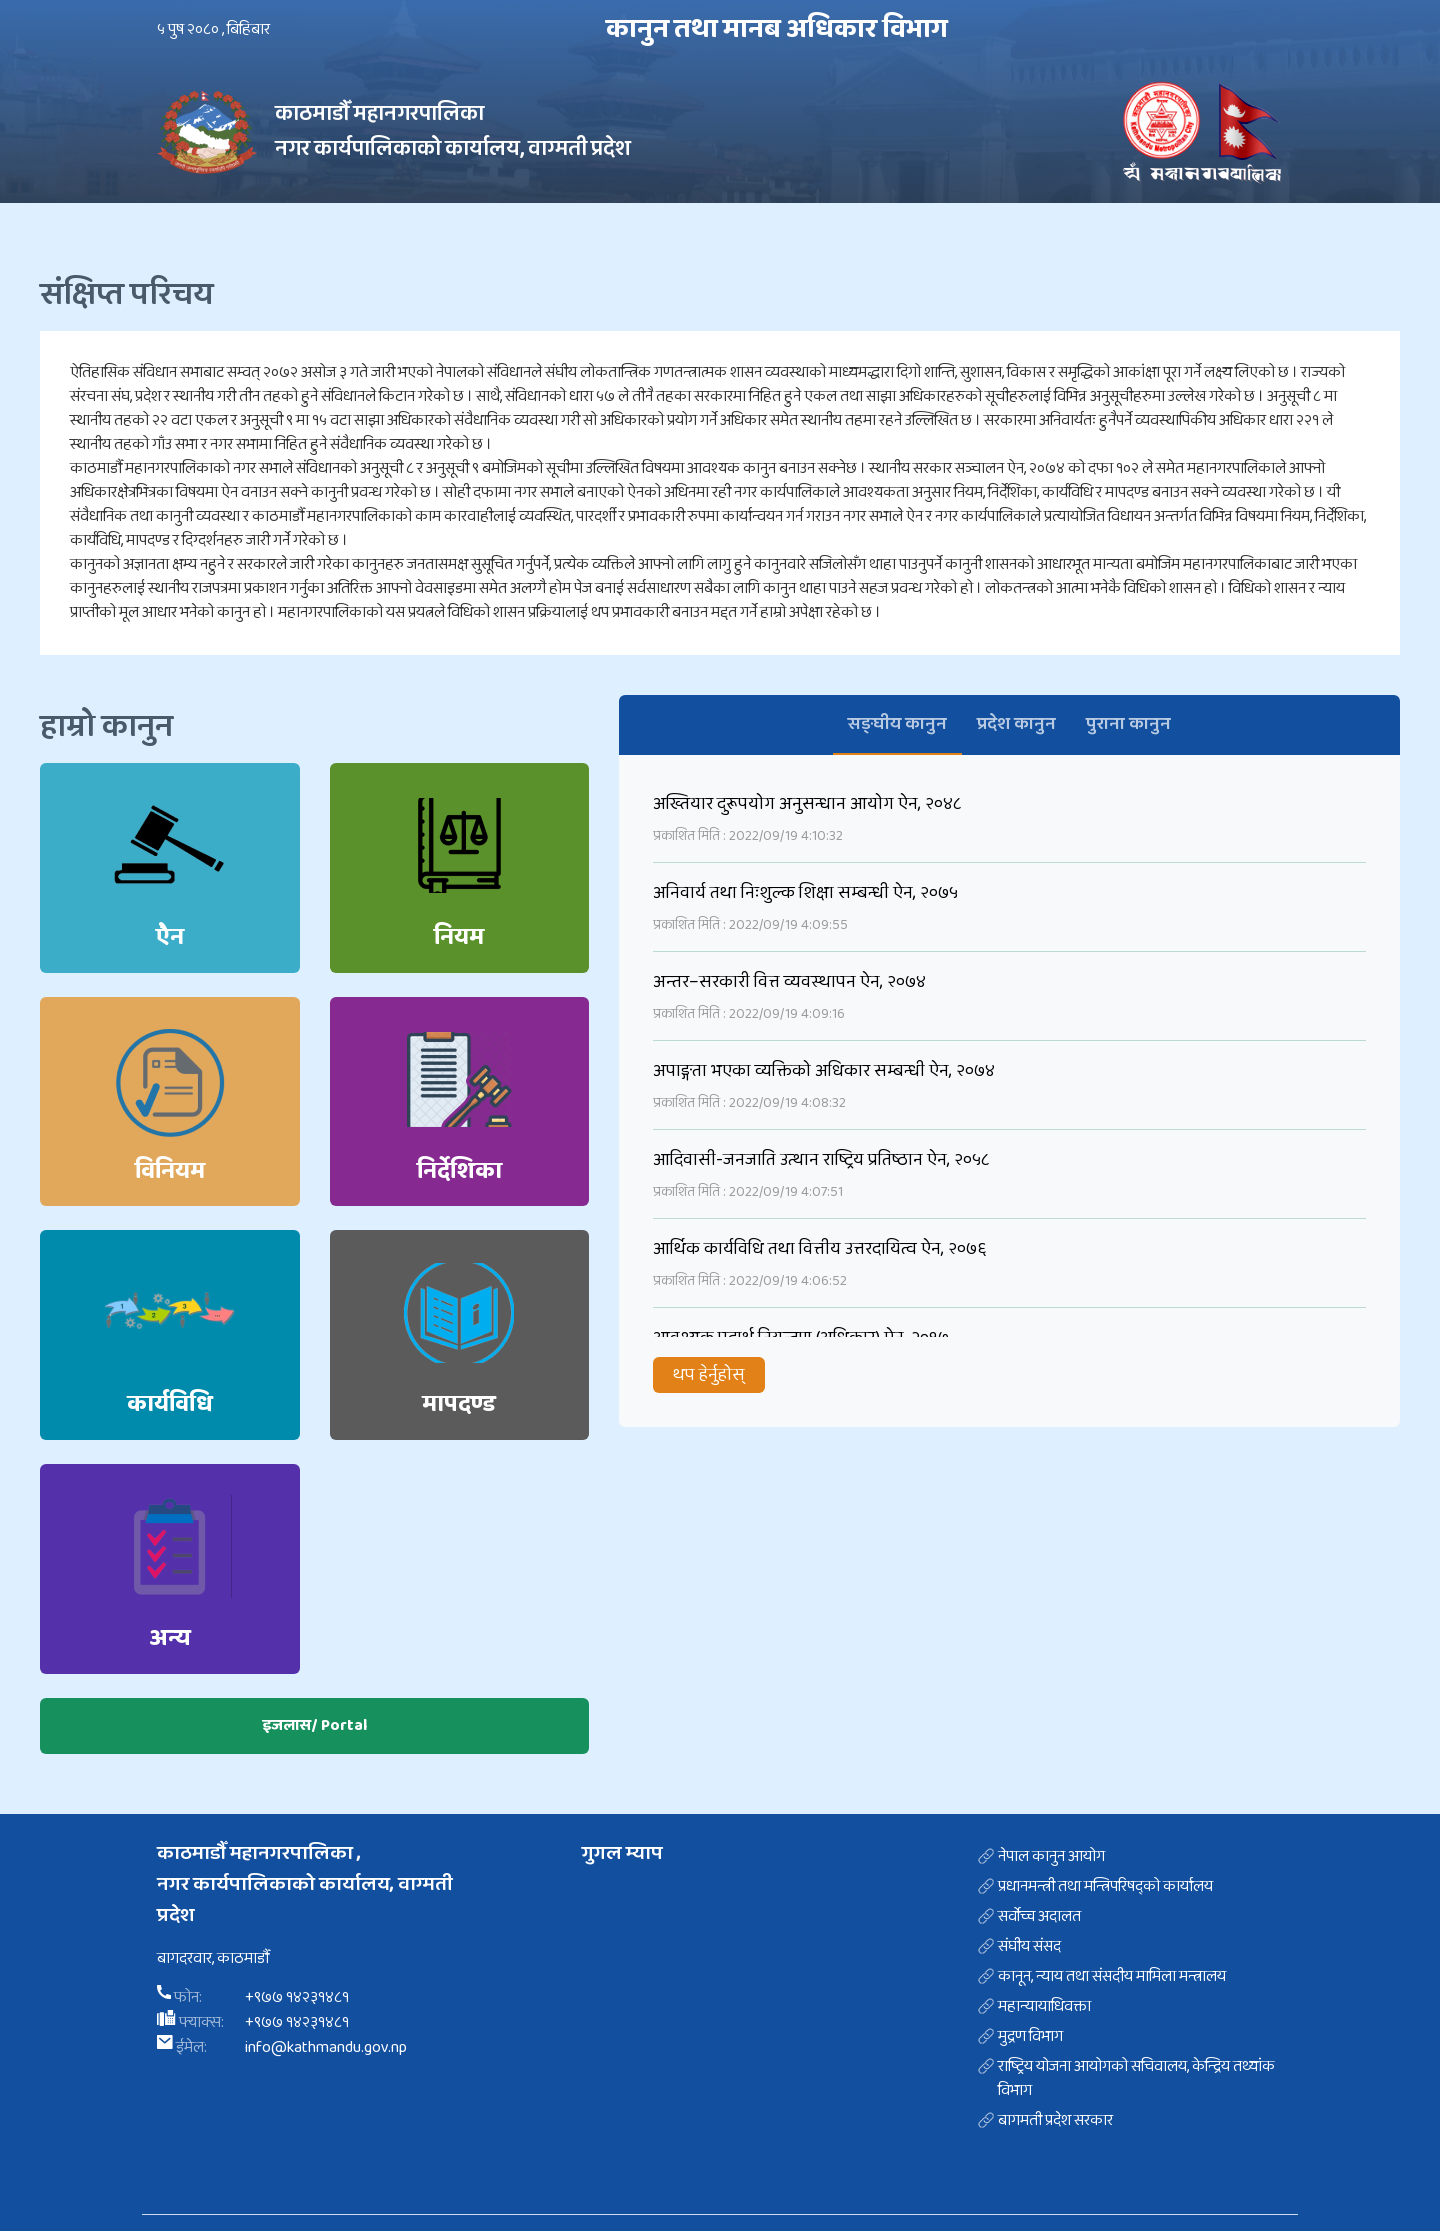 ५ पुष २०८० , बिहिबार
कानुन तथा मानब अधिकार विभाग
काठमाडौँ महानगरपालिका
नगर कार्यपालिकाको कार्यालय, वाग्मती प्रदेश
संक्षिप्त परिचय
ऐतिहासिक संविधान सभाबाट सम्वत् २०७२ असोज ३ गते जारी भएको नेपालको संविधानले संघीय लोकतान्त्रिक गणतन्त्रात्मक शासन व्यवस्थाको माध्यमद्धारा दिगो शान्ति, सुशासन, विकास र समृद्धिको आकांक्षा पूरा गर्ने लक्ष्य लिएको छ । राज्यको
संरचना संघ, प्रदेश र स्थानीय गरी तीन तहको हुने संविधानले किटान गरेको छ । साथै, संविधानको धारा ५७ ले तीनै तहका सरकारमा निहित हुने एकल तथा साझा अधिकारहरुको सूचीहरुलाई विभिन्न अनुसूचीहरुमा उल्लेख गरेको छ । अनुसूची ८ मा
स्थानीय तहको २२ वटा एकल र अनुसूची ९ मा १५ वटा साझा अधिकारको संवैधानिक व्यवस्था गरी सो अधिकारको प्रयोग गर्ने अधिकार समेत स्थानीय तहमा रहने उल्लिखित छ । सरकारमा अनिवार्यतः हुनैपर्ने व्यवस्थापिकीय अधिकार धारा २२१ ले
स्थानीय तहको गाँउ सभा र नगर सभामा निहित हुने संवैधानिक व्यवस्था गरेको छ ।
काठमाडौँ महानगरपालिकाको नगर सभाले संविधानको अनुसूची ८ र अनुसूची ९ बमोजिमको सूचीमा उल्लिखित विषयमा आवश्यक कानुन बनाउन सक्नेछ । स्थानीय सरकार सञ्चालन ऐन, २०७४ को दफा १०२ ले समेत महानगरपालिकाले आफ्नो
अधिकारक्षेत्रभित्रका विषयमा ऐन वनाउन सक्ने कानुनी प्रवन्ध गरेको छ । सोही दफामा नगर सभाले बनाएको ऐनको अधिनमा रही नगर कार्यपालिकाले आवश्यकता अनुसार नियम, निर्देशिका, कार्यविधि र मापदण्ड बनाउन सक्ने व्यवस्था गरेको छ । यी
संवैधानिक तथा कानुनी व्यवस्था र काठमाडौँ महानगरपालिकाको काम कारवाहीलाई व्यवस्थित, पारदर्शी र प्रभावकारी रुपमा कार्यान्वयन गर्न गराउन नगर सभाले ऐन र नगर कार्यपालिकाले प्रत्यायोजित विधायन अन्तर्गत विभिन्न विषयमा नियम, निर्देशिका,
कार्यविधि, मापदण्ड र दिग्दर्शनहरु जारी गर्ने गरेको छ ।
कानुनको अज्ञानता क्षम्य नहुने र सरकारले जारी गरेका कानुनहरु जनतासमक्ष सुसूचित गर्नुपर्ने, प्रत्येक व्यक्तिले आफ्नो लागि लागु हुने कानुनवारे सजिलोसँग थाहा पाउनुपर्ने कानुनी शासनको आधारभूत मान्यता बमोजिम महानगरपालिकाबाट जारी भएका
कानुनहरुलाई स्थानीय राजपत्रमा प्रकाशन गर्नुका अतिरिक्त आफ्नो वेवसाइडमा समेत अलग्गै होम पेज बनाई सर्वसाधारण सबैका लागि कानुन थाहा पाउने सहज प्रवन्ध गरेको हो । लोकतन्त्रको आत्मा भनेकै विधिको शासन हो । विधिको शासन र न्याय
प्राप्तीको मूल आधार भनेको कानुन हो । महानगरपालिकाको यस प्रयत्नले विधिको शासन प्रक्रियालाई थप प्रभावकारी बनाउन मद्दत गर्ने हाम्रो अपेक्षा रहेको छ ।
हाम्रो कानुन
ऐन
नियम
विनियम
निर्देशिका
कार्यविधि
मापदण्ड
अन्य
इजलास/ Portal
सङ्घीय कानुन
प्रदेश कानुन
पुराना कानुन
अख्तियार दुरूपयोग अनुसन्धान आयोग ऐन, २०४८
प्रकाशित मिति : 2022/09/19 4:10:32
अनिवार्य तथा निःशुल्क शिक्षा सम्बन्धी ऐन, २०७५
प्रकाशित मिति : 2022/09/19 4:09:55
अन्तर–सरकारी वित्त व्यवस्थापन ऐन, २०७४
प्रकाशित मिति : 2022/09/19 4:09:16
अपाङ्गता भएका व्यक्तिको अधिकार सम्बन्धी ऐन, २०७४
प्रकाशित मिति : 2022/09/19 4:08:32
आदिवासी-जनजाति उत्थान राष्ट्रिय प्रतिष्ठान ऐन, २०५८
प्रकाशित मिति : 2022/09/19 4:07:51
आर्थिक कार्यविधि तथा वित्तीय उत्तरदायित्व ऐन, २०७६
प्रकाशित मिति : 2022/09/19 4:06:52
थप हेर्नुहोस्
काठमाडौँ महानगरपालिका ,
नगर कार्यपालिकाको कार्यालय, वाग्मती
प्रदेश
बागदरवार, काठमाडौँ
फोन: +९७७ १४२३१४८१
फ्याक्स: +९७७ १४२३१४८१
ईमेल: info@kathmandu.gov.np
गुगल म्याप
नेपाल कानुन आयोग
प्रधानमन्त्री तथा मन्त्रिपरिषद्को कार्यालय
सर्वोच्च अदालत
संघीय संसद
कानून, न्याय तथा संसदीय मामिला मन्त्रालय
महान्यायाधिवक्ता
मुद्रण विभाग
राष्ट्रिय योजना आयोगको सचिवालय, केन्द्रिय तथ्यांक
विभाग
बागमती प्रदेश सरकार